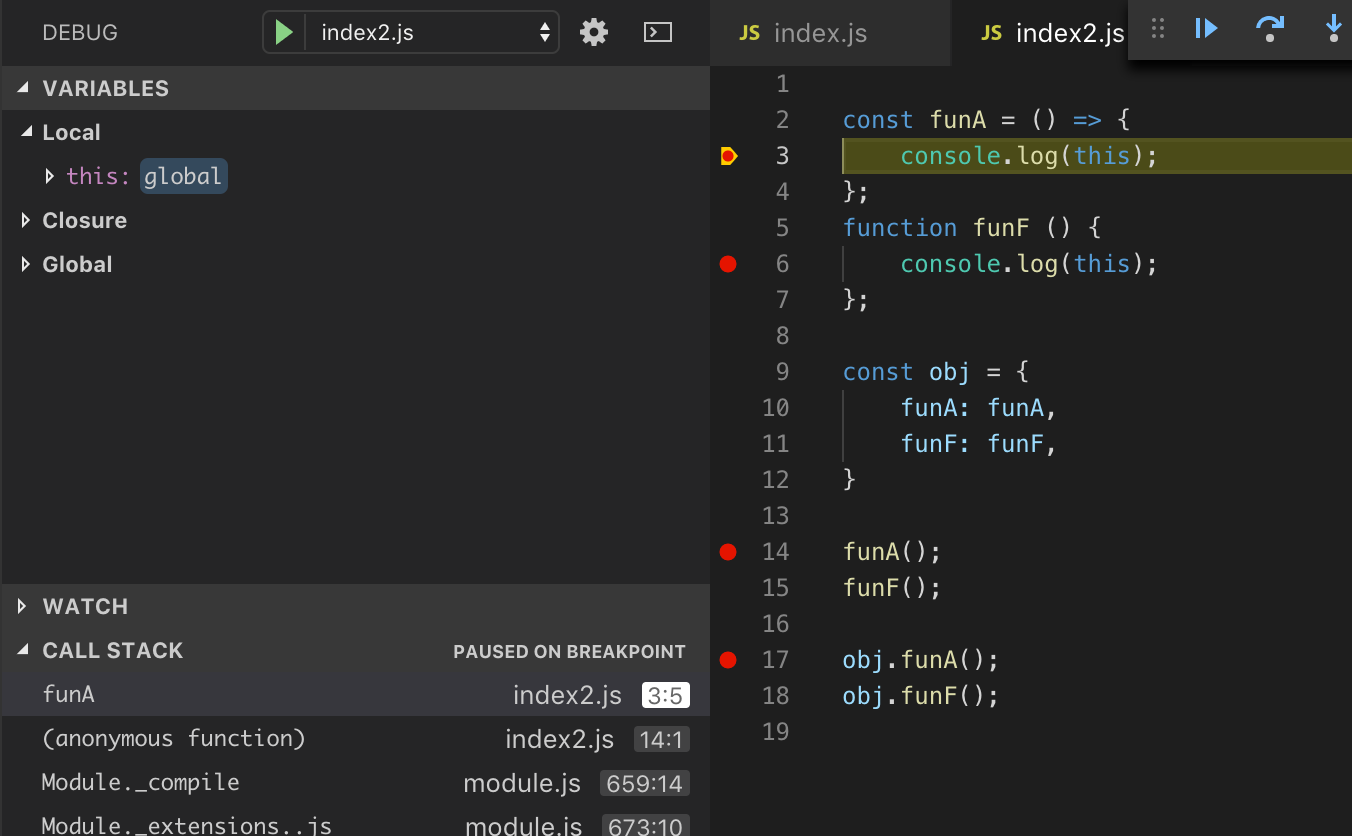 DEBUG
index2.js
VARIABLES
Local
this: global
Closure
Global
WATCH
CALL STACK PAUSED ON BREAKPOINT
funA index2.js 3:5
(anonymous function) index2.js 14:1
Module._compile module.js 659:14
Module._extensions..js module.js 673:10
JS index.js
JS index2.js
1
2 const funA = () => {
3 console.log(this);
4 };
5 function funF () {
6 console.log(this);
7 };
8
9 const obj = {
10 funA: funA,
11 funF: funF,
12 }
13
14 funA();
15 funF();
16
17 obj.funA();
18 obj.funF();
19